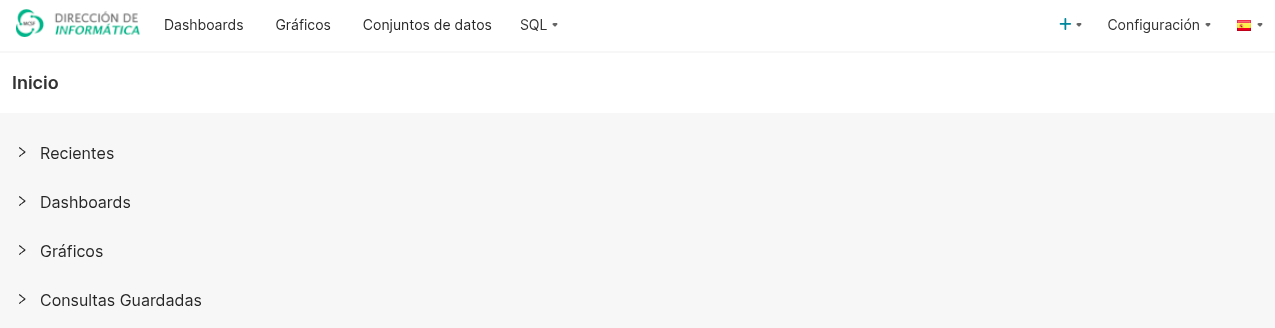 DIRECCIÓN DE
INFORMÁTICA
Dashboards Gráficos Conjuntos de datos SQL Configuración
Inicio
Recientes
Dashboards
Gráficos
Consultas Guardadas